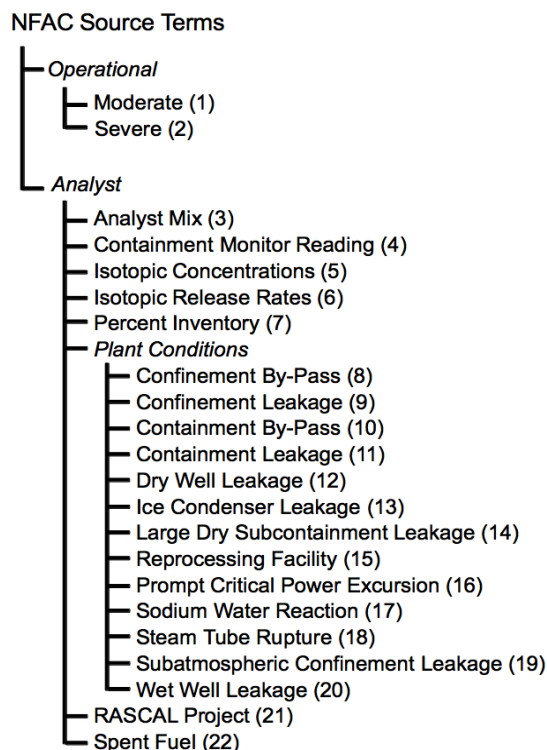 NFAC Source Terms
Operational
Moderate (1)
Severe (2)
Analyst
Analyst Mix (3)
Containment Monitor Reading (4)
Isotopic Concentrations (5)
Isotopic Release Rates (6)
Percent Inventory (7)
Plant Conditions
Confinement By-Pass (8)
Confinement Leakage (9)
Containment By-Pass (10)
Containment Leakage (11)
Dry Well Leakage (12)
Ice Condenser Leakage (13)
Large Dry Subcontainment Leakage (14)
Reprocessing Facility (15)
Prompt Critical Power Excursion (16)
Sodium Water Reaction (17)
Steam Tube Rupture (18)
Subatmospheric Confinement Leakage (19)
Wet Well Leakage (20)
RASCAL Project (21)
Spent Fuel (22)